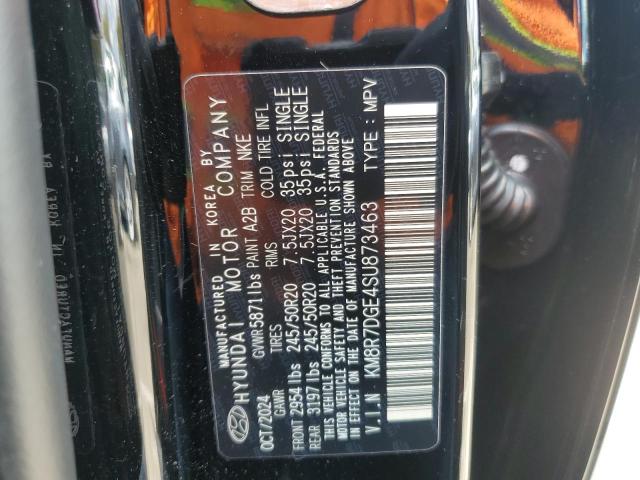 MANUFACTURED IN KOREA BY
HYUNDAI MOTOR COMPANY
OCT/2024 GVWR 5871 lbs PAINT A2B TRIM NKE
GAWR TIRES RIMS COLD TIRE INFL
FRONT 2954 lbs 245/50R20 7.5JX20 35psi SINGLE
REAR 3197 lbs 245/50R20 7.5JX20 35psi SINGLE
THIS VEHICLE CONFORMS TO ALL APPLICABLE U.S.A. FEDERAL
MOTOR VEHICLE SAFETY AND THEFT PREVENTION STANDARDS
IN EFFECT ON THE DATE OF MANUFACTURE SHOWN ABOVE
V.I.N KM8R7DGE4SU873463 TYPE : MPV